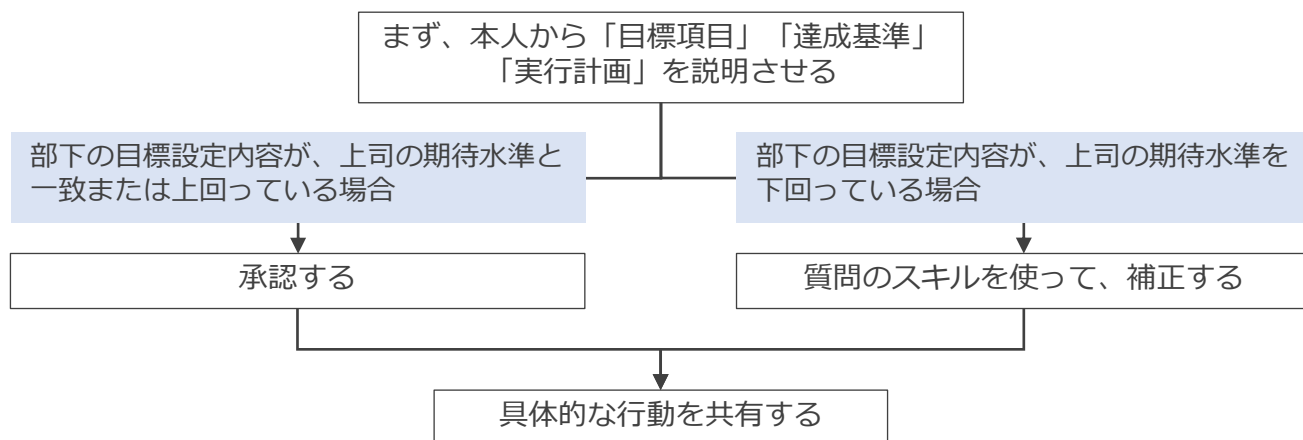 まず、本人から「目標項目」「達成基準」
「実行計画」を説明させる
部下の目標設定内容が、上司の期待水準と
一致または上回っている場合
部下の目標設定内容が、上司の期待水準を
下回っている場合
承認する
質問のスキルを使って、補正する
具体的な行動を共有する